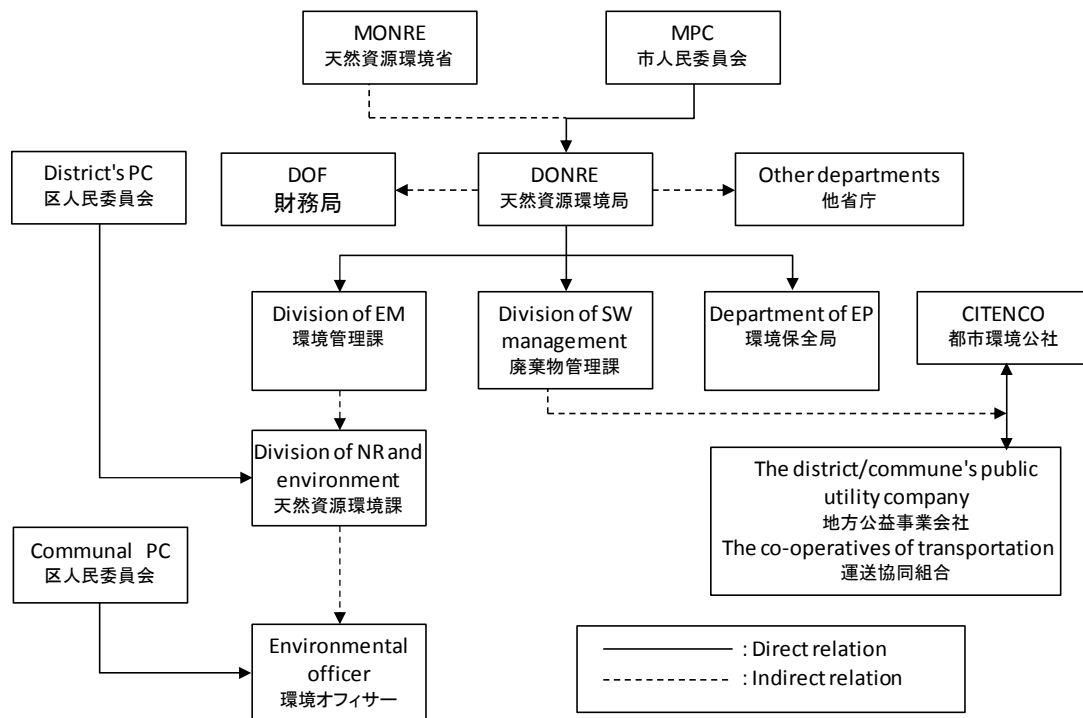 MONRE
天然資源環境省
MPC
市人民委員会
District's PC
区人民委員会
DOF
財務局
DONRE
天然資源環境局
Other departments
他省庁
Division of EM
環境管理課
Division of SW
management
廃棄物管理課
Department of EP
環境保全局
CITENCO
都市環境公社
Division of NR and
environment
天然資源環境課
The district/commune's public
utility company
地方公益事業会社
The co-operatives of transportation
運送協同組合
Communal PC
区人民委員会
Environmental
officer
環境オフィサー
: Direct relation
: Indirect relation